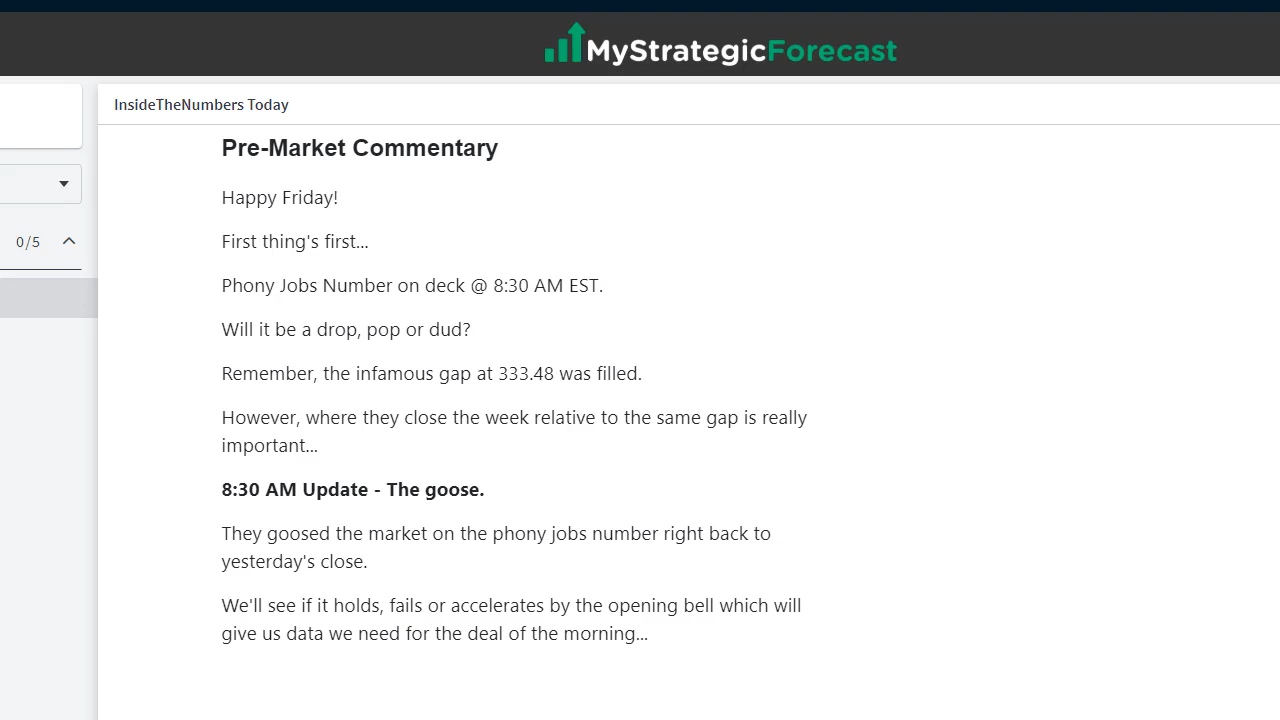 MyStrategicForecast
InsideTheNumbers Today
0/5
Pre-Market Commentary
Happy Friday!
First thing's first...
Phony Jobs Number on deck @ 8:30 AM EST.
Will it be a drop, pop or dud?
Remember, the infamous gap at 333.48 was filled.
However, where they close the week relative to the same gap is really
important...
8:30 AM Update - The goose.
They goosed the market on the phony jobs number right back to
yesterday's close.
We'll see if it holds, fails or accelerates by the opening bell which will
give us data we need for the deal of the morning...